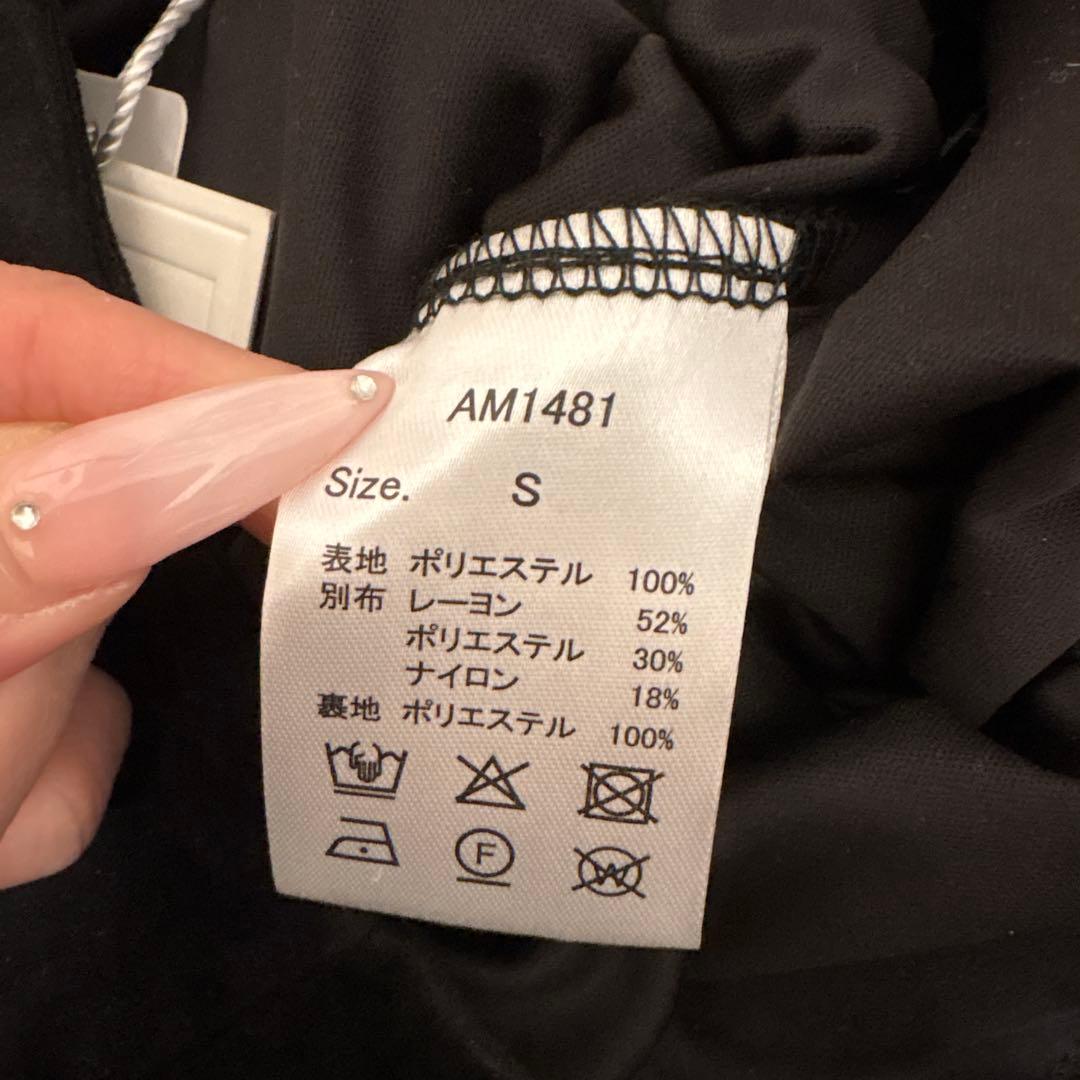 AM1481
Size. S
表地 ポリエステル 100%
別布 レーヨン 52%
ポリエステル 30%
ナイロン 18%
裏地 ポリエステル 100%
F W